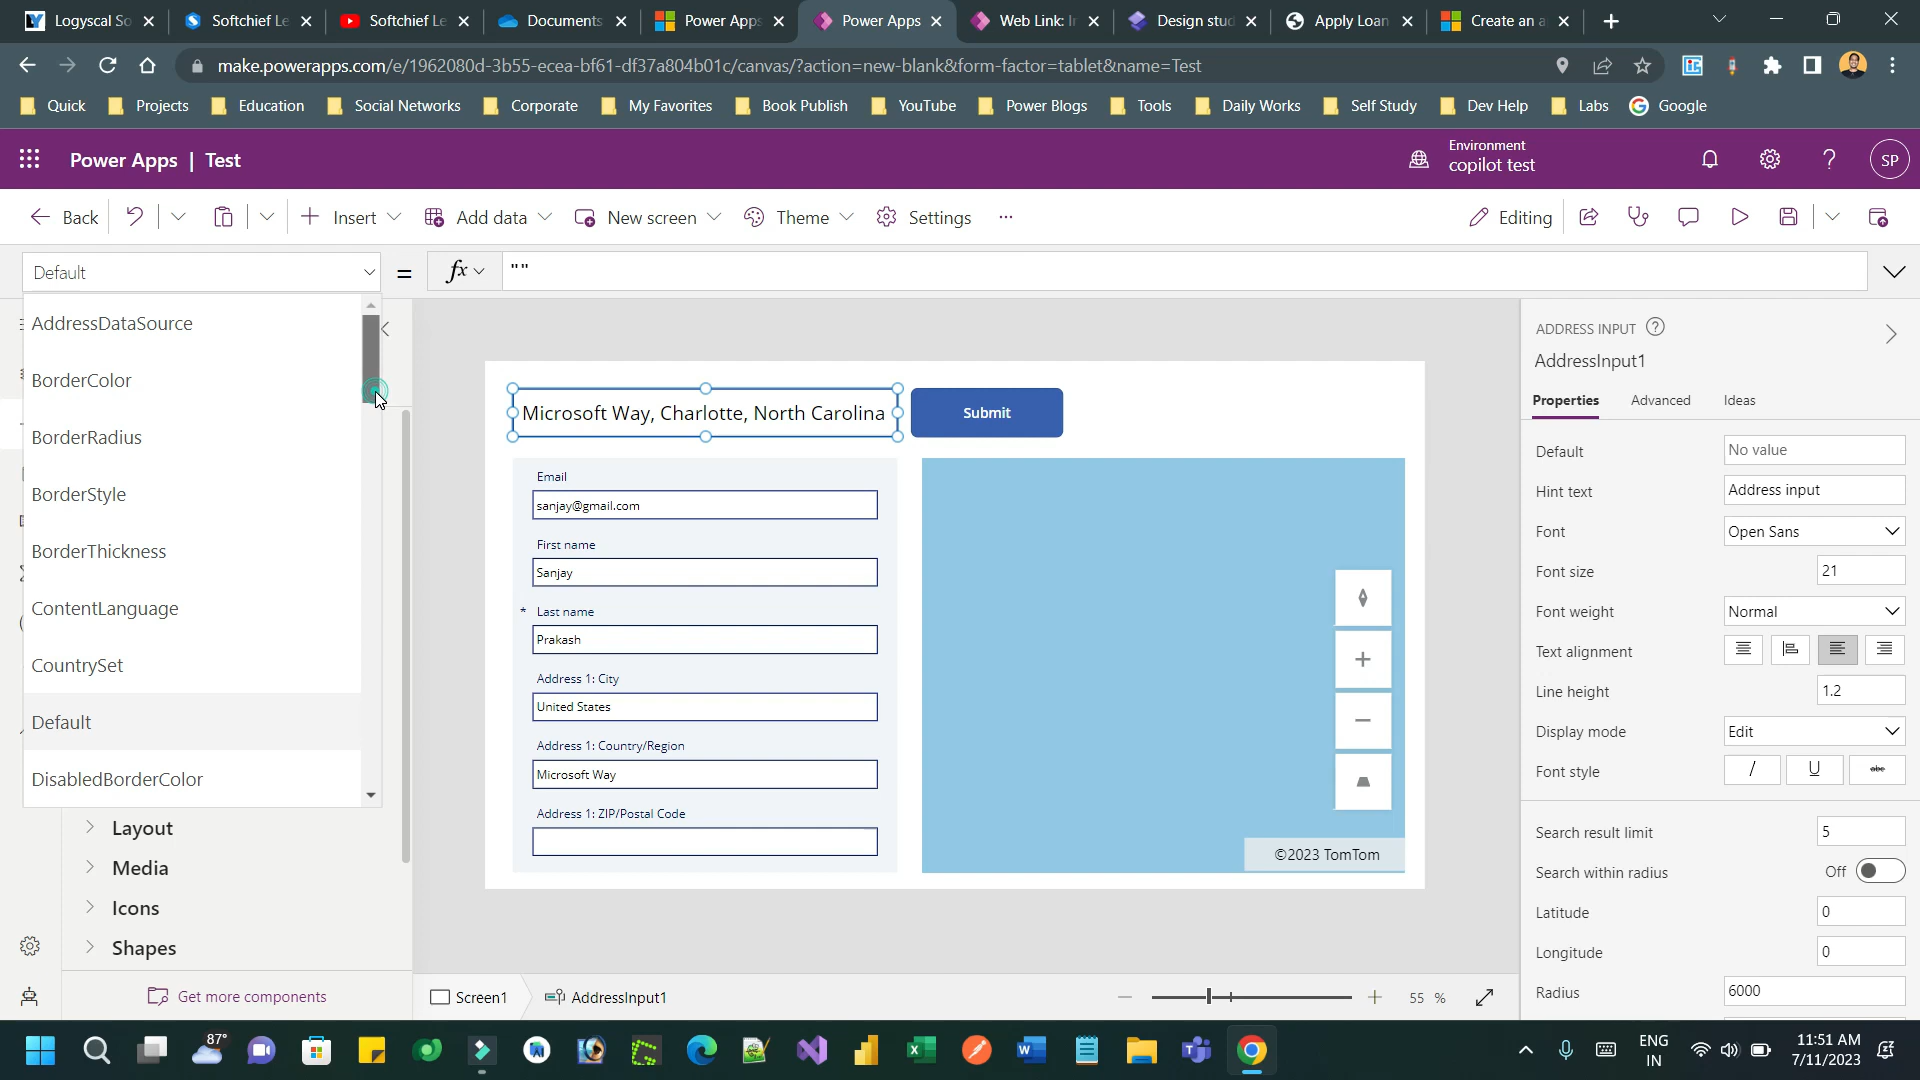 Logyscal So
Softchief Le
Softchief Le
Documents
Power Apps
Power Apps
Web Link: I
Design stud
Apply Loan
Create an a
make.powerapps.com/e/1962080d-3b55-ecea-bf61-df37a804b01c/canvas/?action=new-blank&form-factor=tablet&name=Test
Quick
Projects
Education
Social Networks
Corporate
My Favorites
Book Publish
YouTube
Power Blogs
Tools
Daily Works
Self Study
Dev Help
Labs
Google
Power Apps | Test
Environment
copilot test
SP
Back
Insert
Add data
New screen
Theme
Settings
Editing
Default
=
fx
""
AddressDataSource
BorderColor
BorderRadius
BorderStyle
BorderThickness
ContentLanguage
CountrySet
Default
DisabledBorderColor
Layout
Media
Icons
Shapes
Get more components
Microsoft Way, Charlotte, North Carolina
Submit
Email
sanjay@gmail.com
First name
Sanjay
* Last name
Prakash
Address 1: City
United States
Address 1: Country/Region
Microsoft Way
Address 1: ZIP/Postal Code
©2023 TomTom
Screen1
AddressInput1
55 %
ADDRESS INPUT
AddressInput1
Properties
Advanced
Ideas
Default
No value
Hint text
Address input
Font
Open Sans
Font size
21
Font weight
Normal
Text alignment
Line height
1.2
Display mode
Edit
Font style
/
U
abc
Search result limit
5
Search within radius
Off
Latitude
0
Longitude
0
Radius
6000
87°
ENG
IN
11:51 AM
7/11/2023